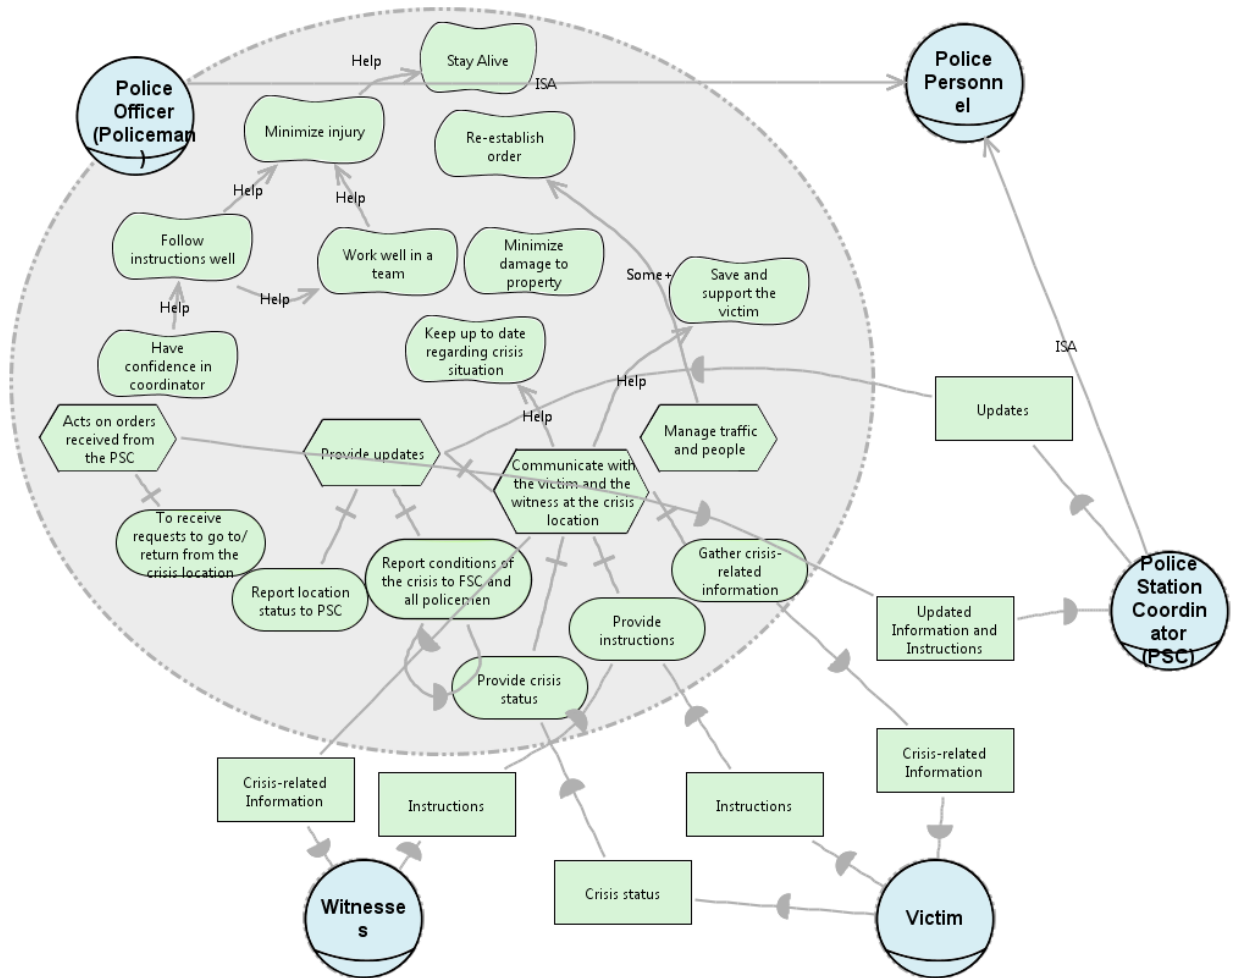 Stay Alive
Help
ISA
Police
Personn
el
Police
Officer
(Policeman
)
Minimize injury
Re-establish
order
Help
Help
Follow
instructions well
Work well in a
team
Minimize
damage to
property
Some+
Save and
support the
victim
Help
Help
Have
confidence in
coordinator
Keep up to date
regarding crisis
situation
ISA
Help
Help
Updates
Acts on orders
received from
the PSC
Provide updates
Manage traffic
and people
Communicate with
the victim and the
witness at the crisis
location
To receive
requests to go to/
return from the
crisis location
Report conditions of
the crisis to FSC and
all policemen
Gather crisis-
related
information
Report location
status to PSC
Provide
instructions
Updated
Information and
Instructions
Police
Station
Coordin
ator
(PSC)
Provide crisis
status
Crisis-related
Information
Crisis-related
Information
Instructions
Instructions
Crisis status
Witnesse
s
Victim